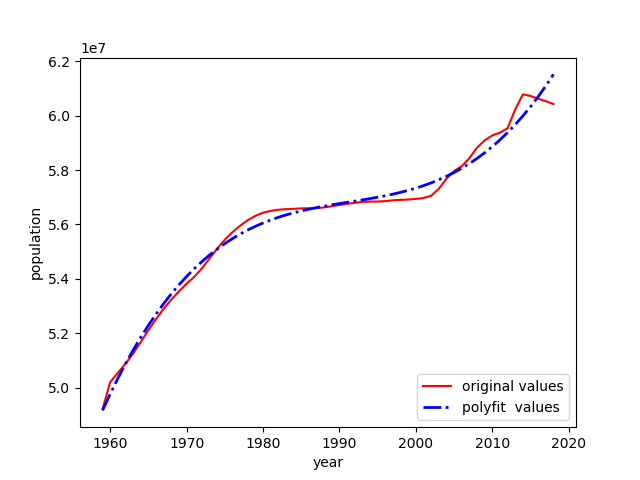 1e7
6.2
6.0
5.8
5.6
5.4
5.2
5.0
population
1960 1970 1980 1990 2000 2010 2020
year
original values
polyfit  values